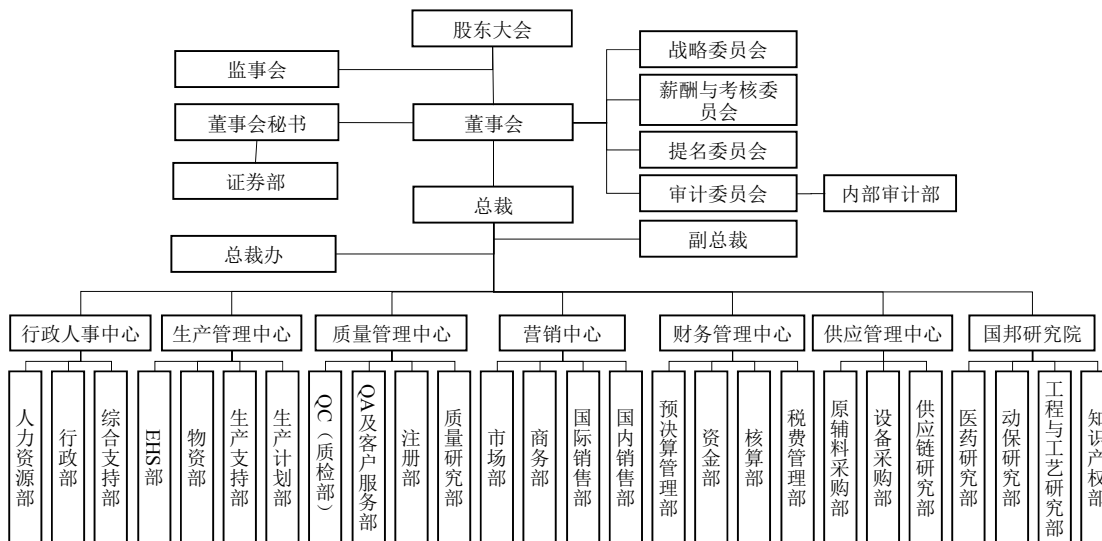 股东大会
监事会
战略委员会
薪酬与考核委
员会
董事会秘书
董事会
提名委员会
证券部
审计委员会
内部审计部
总裁
副总裁
总裁办
行政人事中心
生产管理中心
质量管理中心
营销中心
财务管理中心
供应管理中心
国邦研究院
人力资源部
行政部
综合支持部
EHS部
物资部
生产支持部
生产计划部
QC（质检部）
QA及客户服务部
注册部
质量研究部
市场部
商务部
国际销售部
国内销售部
预决算管理部
资金部
核算部
税费管理部
原辅料采购部
设备采购部
供应链研究部
医药研究部
动保研究部
工程与工艺研究部
知识产权部